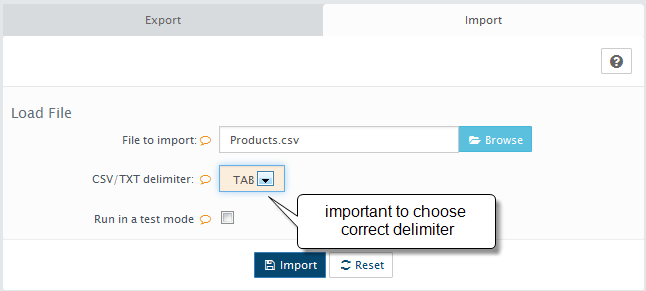 Export
Import
?
Load File
File to import:
Products.csv
Browse
CSV/TXT delimiter:
TAB
important to choose
correct delimiter
Run in a test mode
Import
Reset